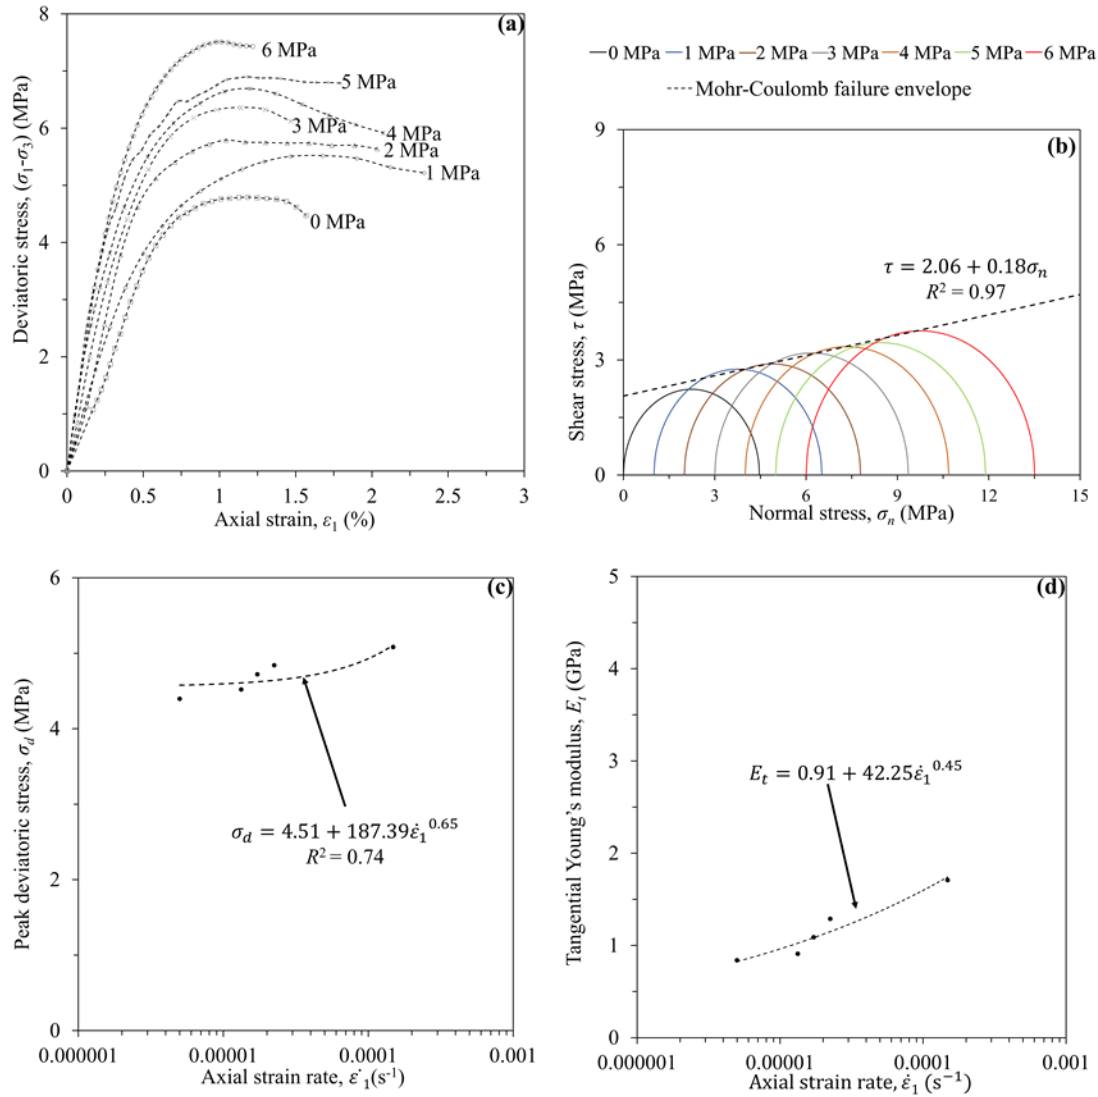 (a)
Deviatoric stress, (σ₁-σ₃) (MPa)
8
6
4
2
0
6 MPa
5 MPa
3 MPa
4 MPa
2 MPa
1 MPa
0 MPa
0 0.5 1 1.5 2 2.5 3
Axial strain, ε₁ (%)
0 MPa 1 MPa 2 MPa 3 MPa 4 MPa 5 MPa 6 MPa
Mohr-Coulomb failure envelope
(b)
Shear stress, τ (MPa)
9
6
3
0
τ = 2.06 + 0.18σₙ
R² = 0.97
0 3 6 9 12 15
Normal stress, σₙ (MPa)
(c)
Peak deviatoric stress, σ_d (MPa)
6
4
2
0
σ_d = 4.51 + 187.39ε̇₁^0.65
R² = 0.74
0.000001 0.00001 0.0001 0.001
Axial strain rate, ε˙₁(s⁻¹)
(d)
Tangential Young's modulus, Eₜ (GPa)
5
4
3
2
1
0
Eₜ = 0.91 + 42.25ε̇₁^0.45
0.000001 0.00001 0.0001 0.001
Axial strain rate, ε̇₁ (s⁻¹)